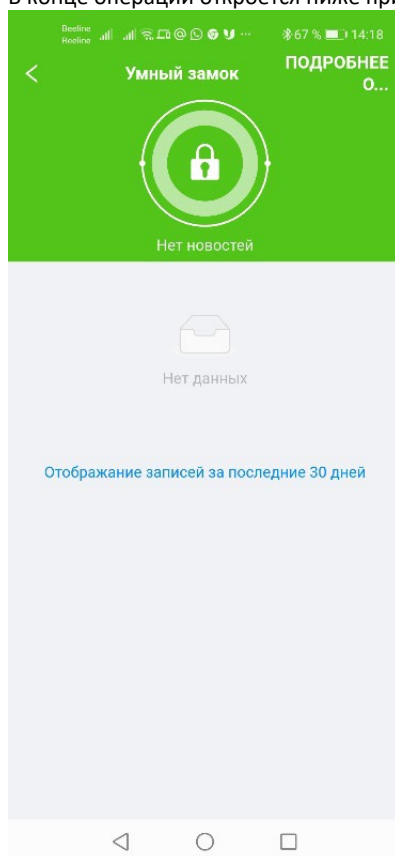 В конце операции откроется ниже при
Beeline
Beeline
67 % 14:18
Умный замок
ПОДРОБНЕЕ
О...
Нет новостей
Нет данных
Отображание записей за последние 30 дней